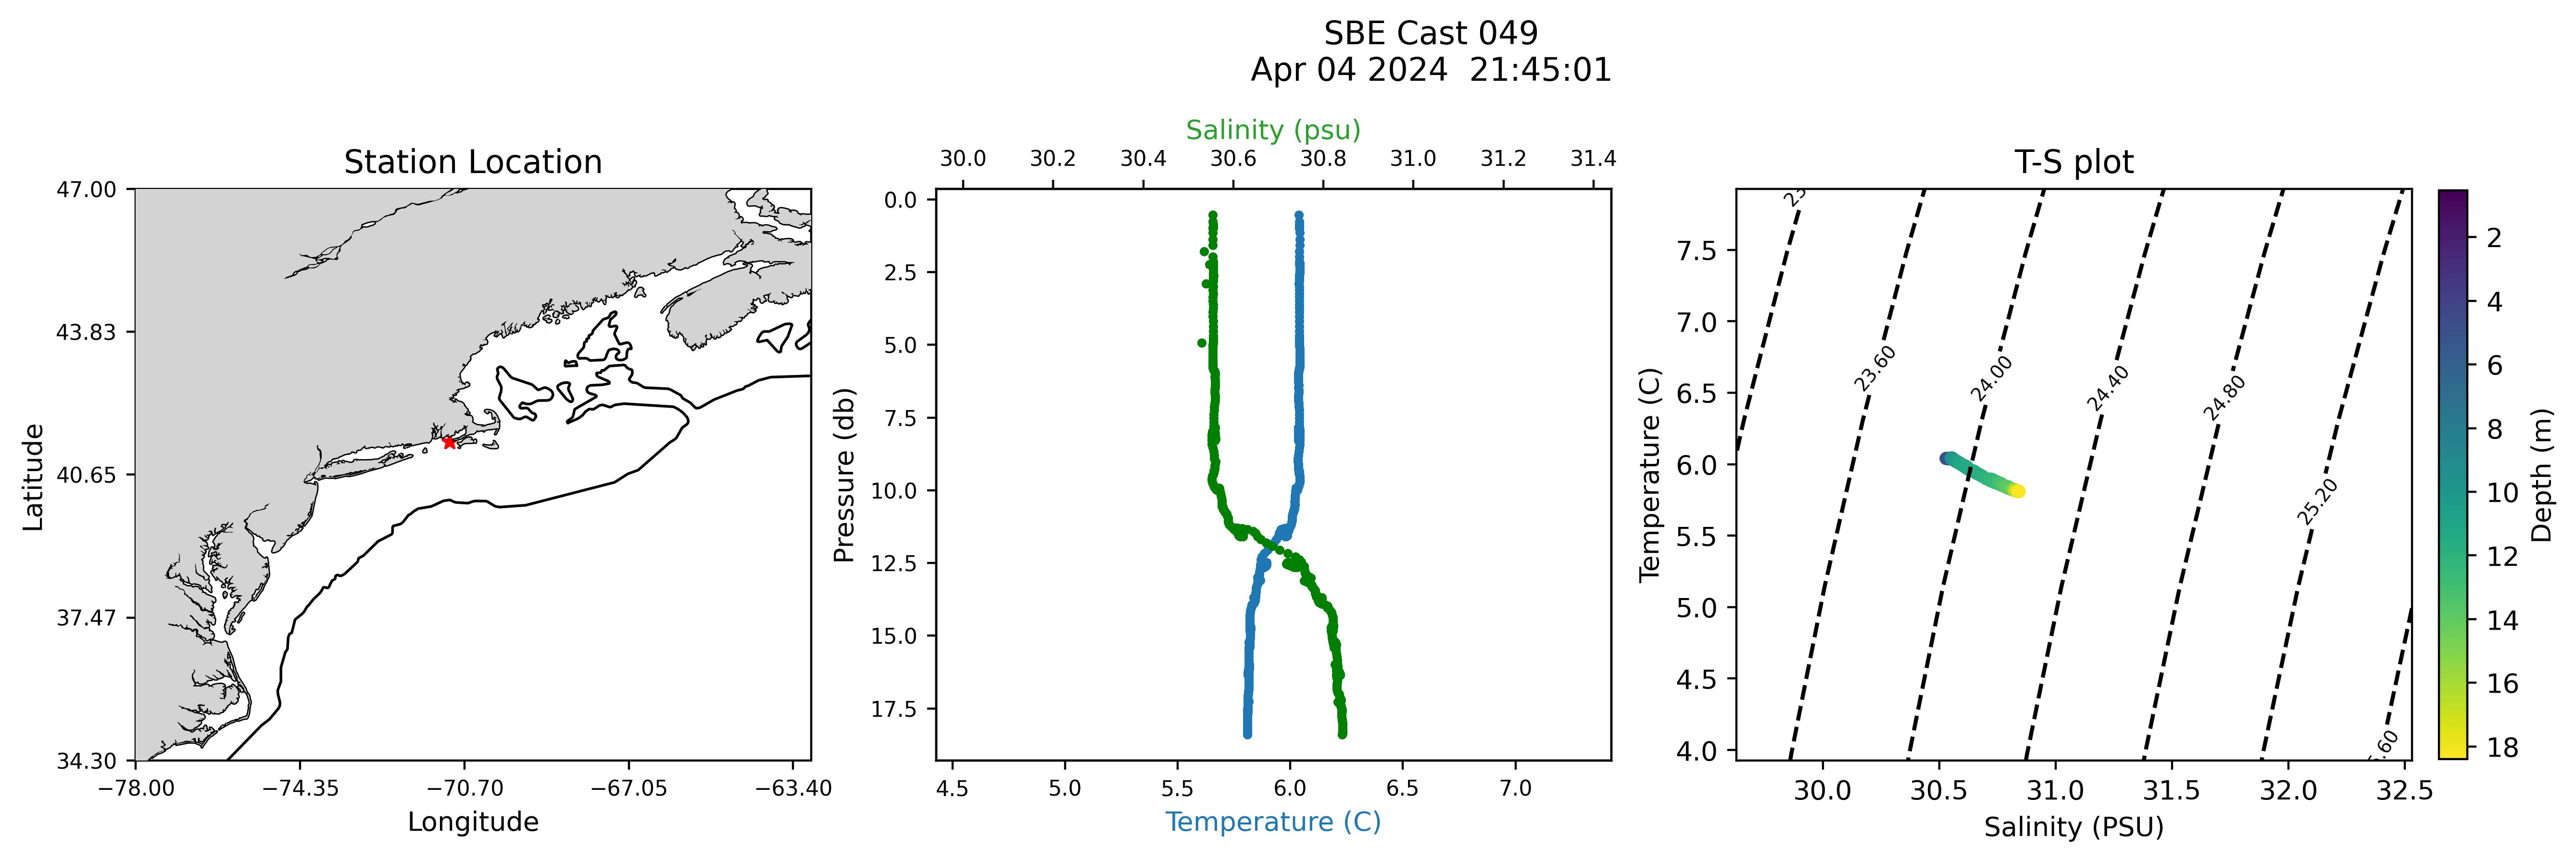 SBE Cast 049
Apr 04 2024  21:45:01
Station Location
47.00
43.83
40.65
37.47
34.30
Latitude
−78.00 −74.35 −70.70 −67.05 −63.40
Longitude
Salinity (psu)
30.0 30.2 30.4 30.6 30.8 31.0 31.2 31.4
0.0
2.5
5.0
7.5
10.0
12.5
15.0
17.5
Pressure (db)
4.5 5.0 5.5 6.0 6.5 7.0
Temperature (C)
T-S plot
7.5
7.0
6.5
6.0
5.5
5.0
4.5
4.0
Temperature (C)
23.60
24.00
24.40
24.80
25.20
30.0 30.5 31.0 31.5 32.0 32.5
Salinity (PSU)
2
4
6
8
10
12
14
16
18
Depth (m)